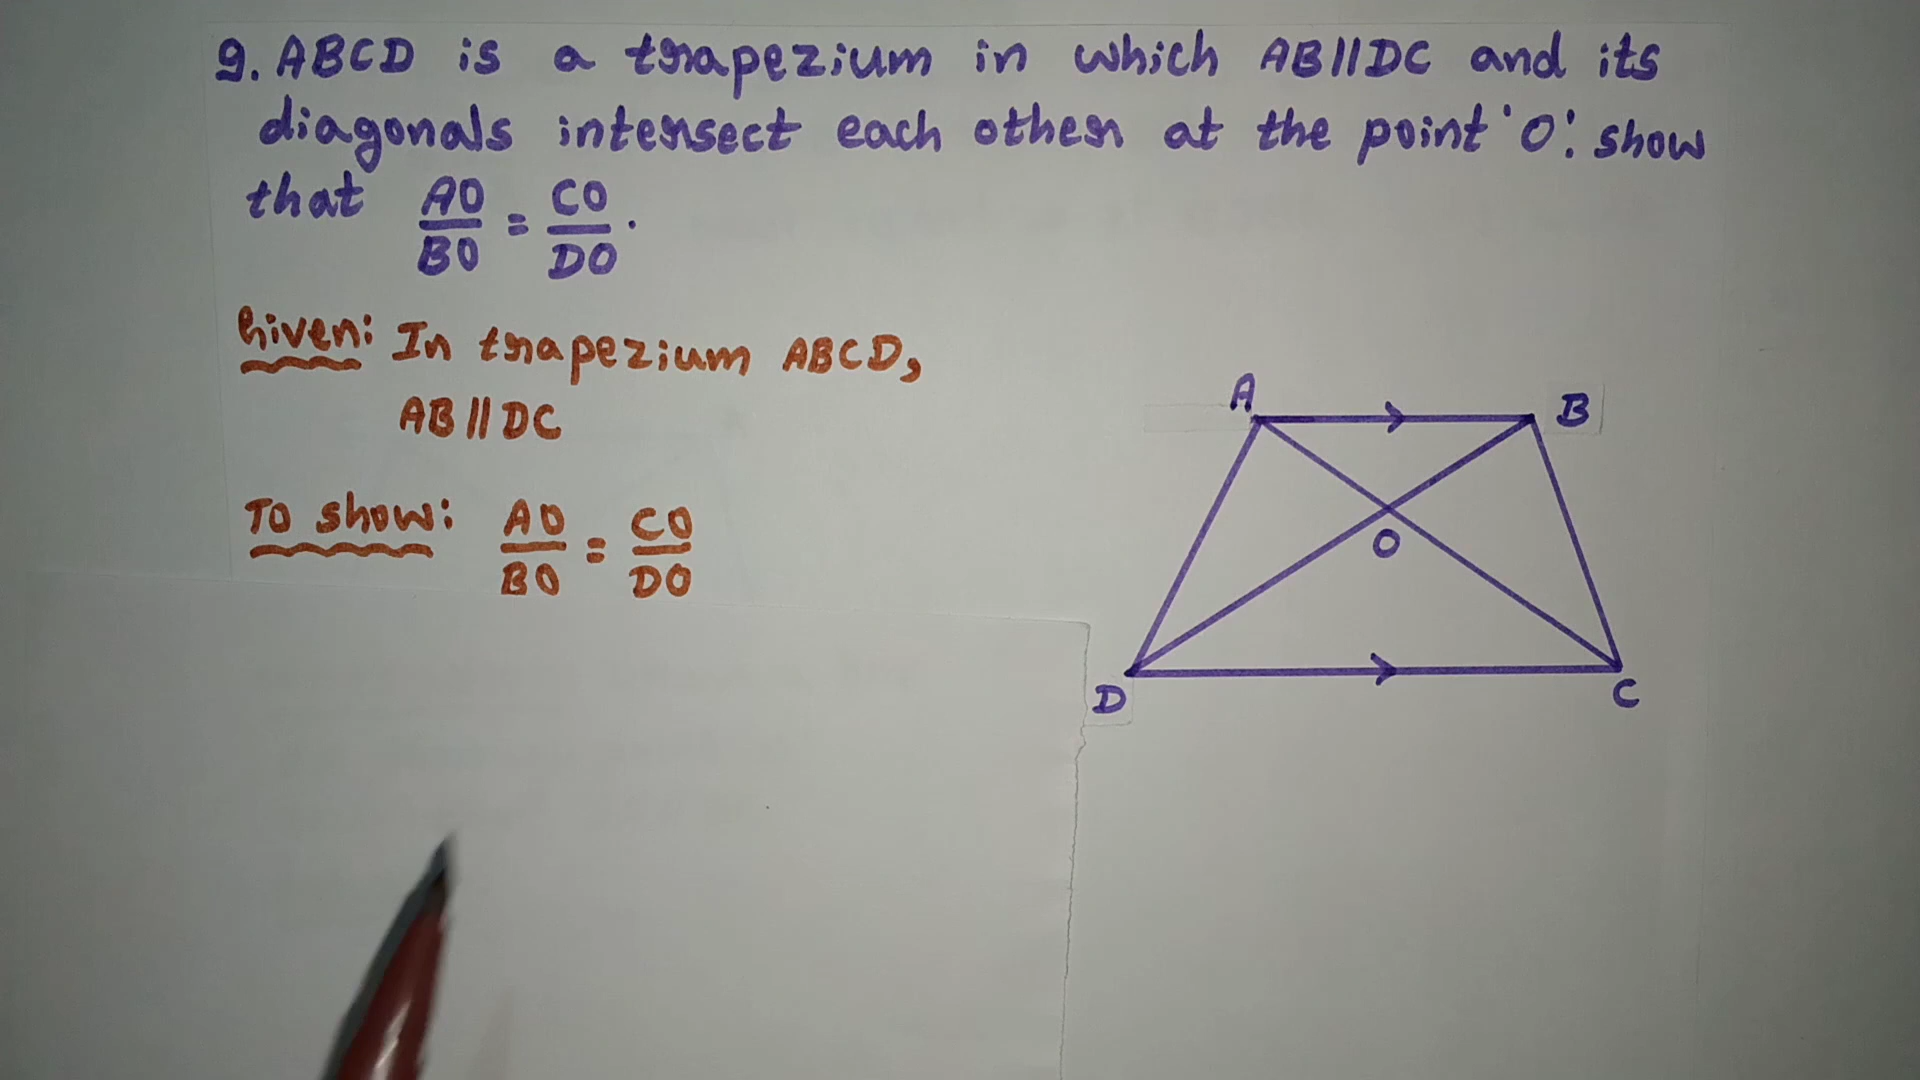 9. ABCD is a trapezium in which AB||DC and its
diagonals intersect each other at the point 'O'. show
that AO/BO = CO/DO.
Given: In trapezium ABCD,
AB||DC
To show: AO/BO = CO/DO
A
B
O
D
C